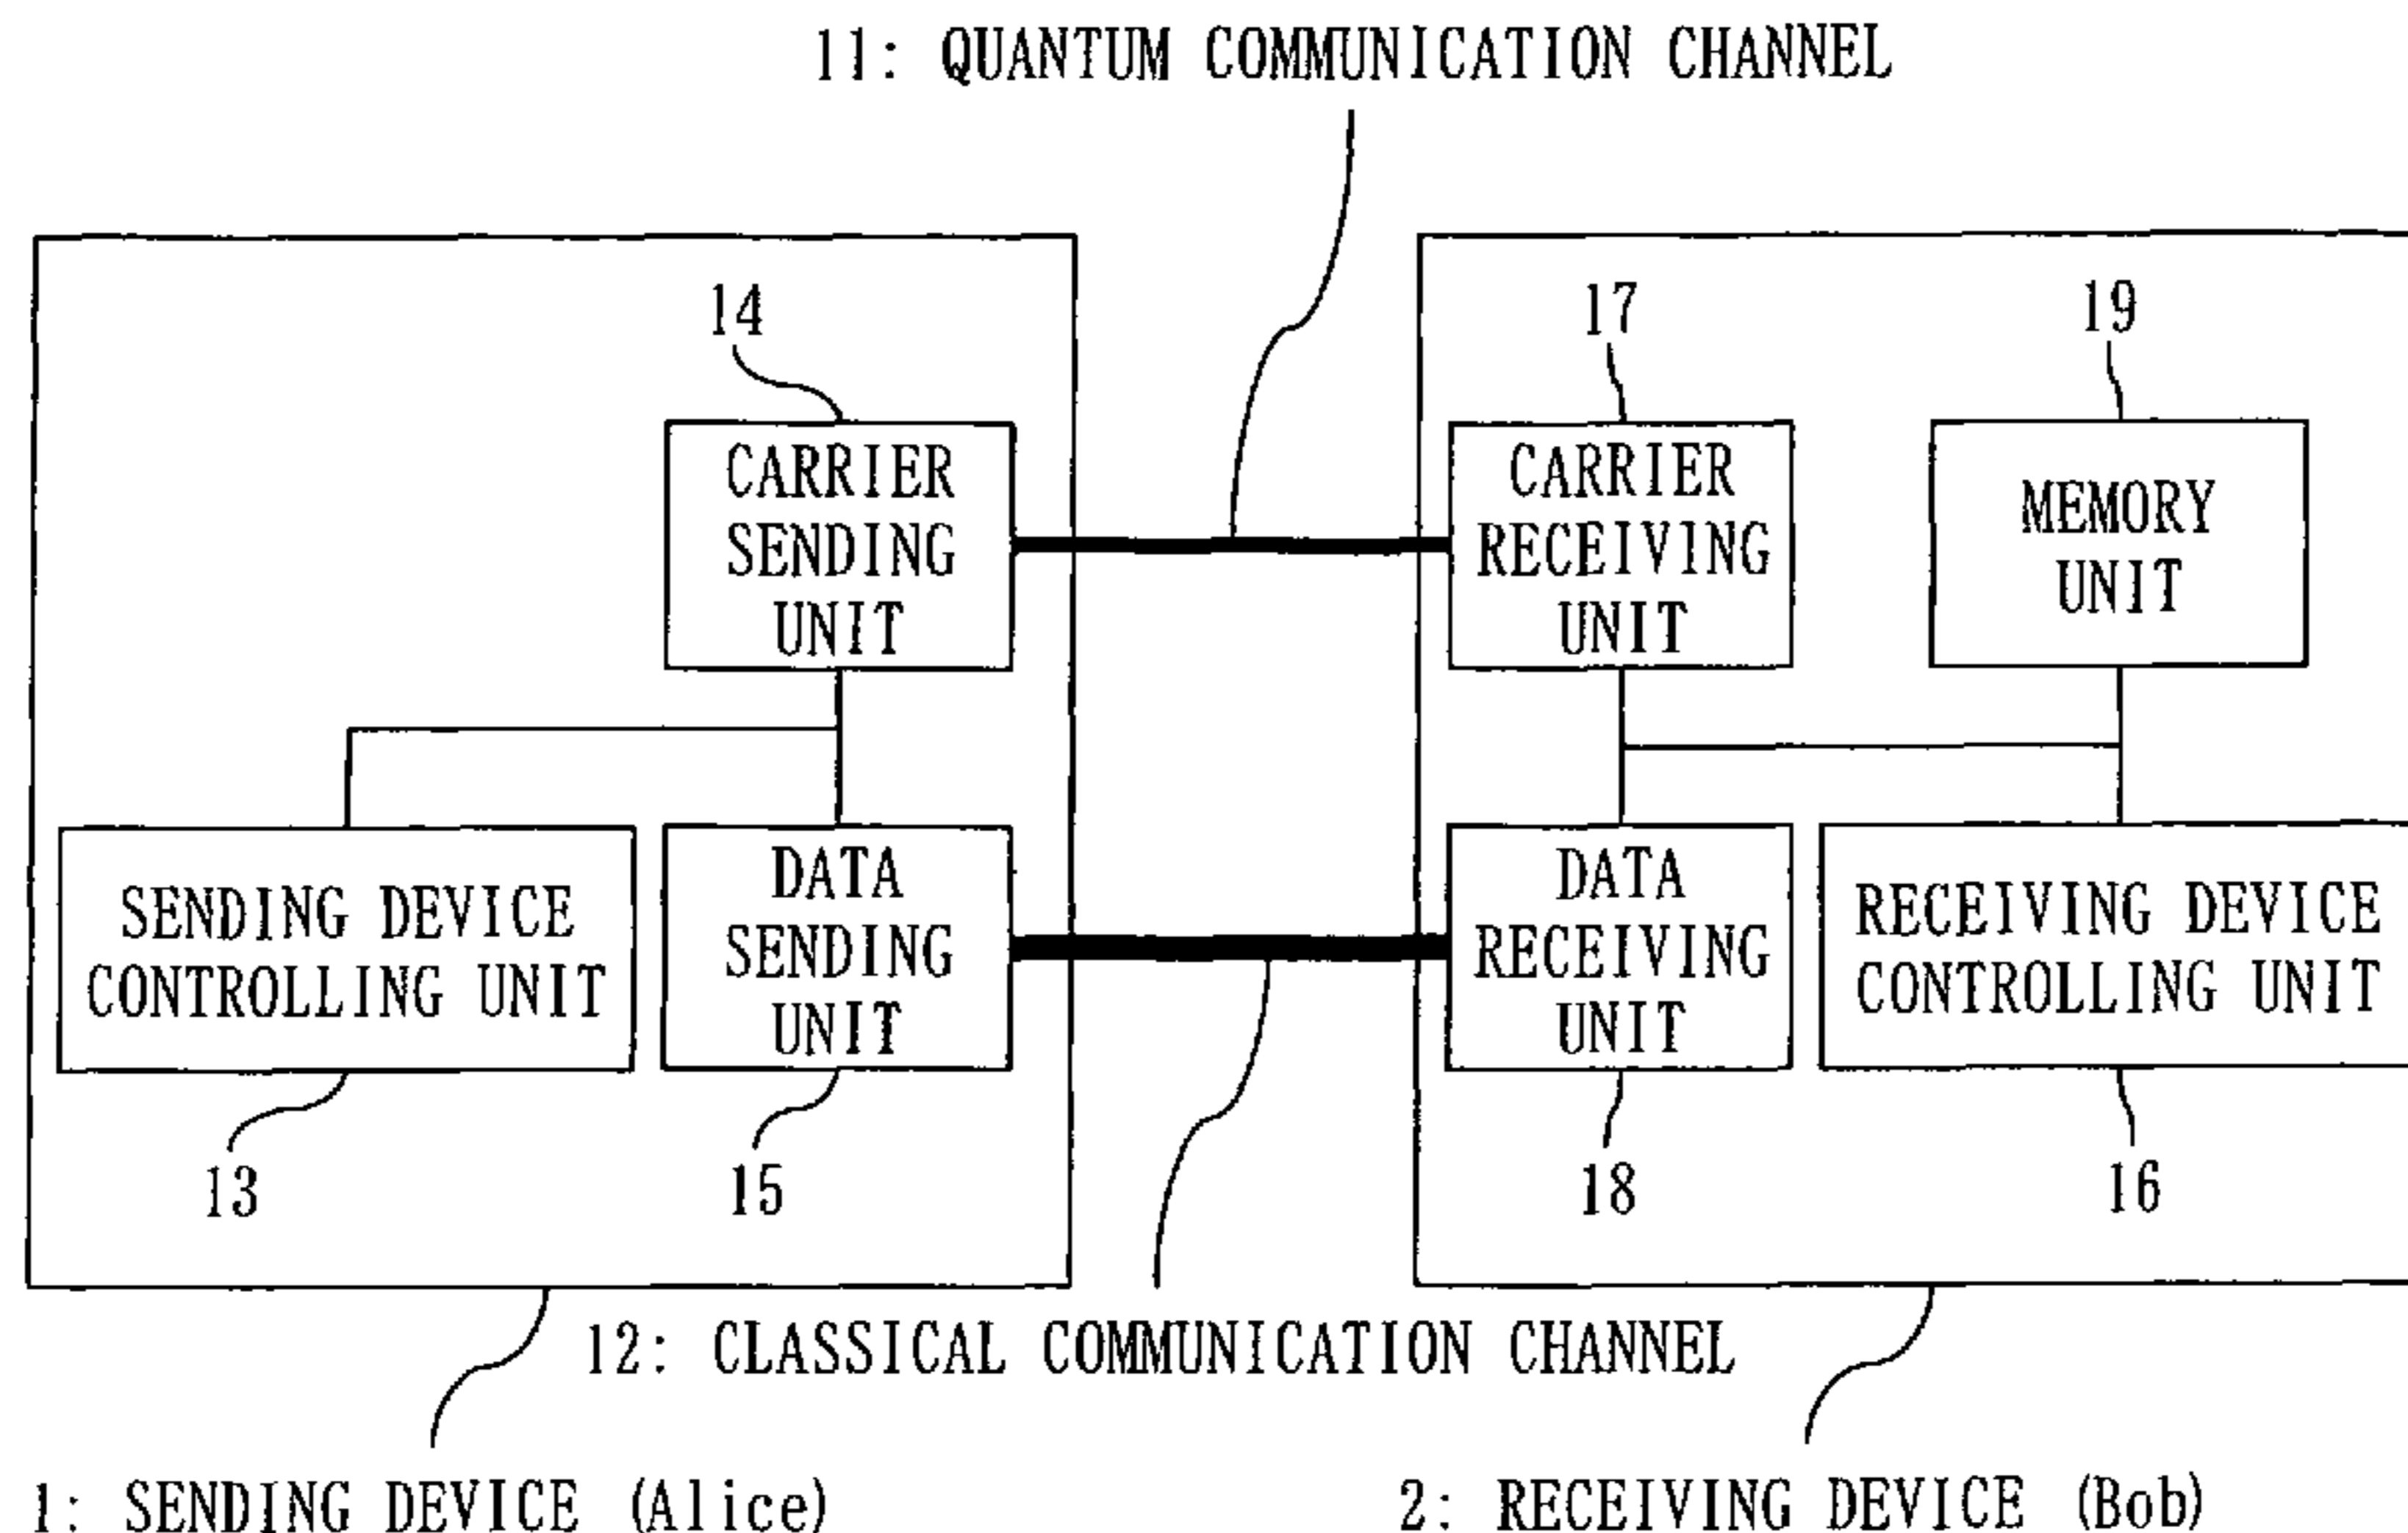 11: QUANTUM COMMUNICATION CHANNEL
14
17
19
CARRIER
SENDING
UNIT
CARRIER
RECEIVING
UNIT
MEMORY
UNIT
SENDING DEVICE
CONTROLLING UNIT
DATA
SENDING
UNIT
DATA
RECEIVING
UNIT
RECEIVING DEVICE
CONTROLLING UNIT
13
15
18
16
12: CLASSICAL COMMUNICATION CHANNEL
1: SENDING DEVICE (Alice)
2: RECEIVING DEVICE (Bob)